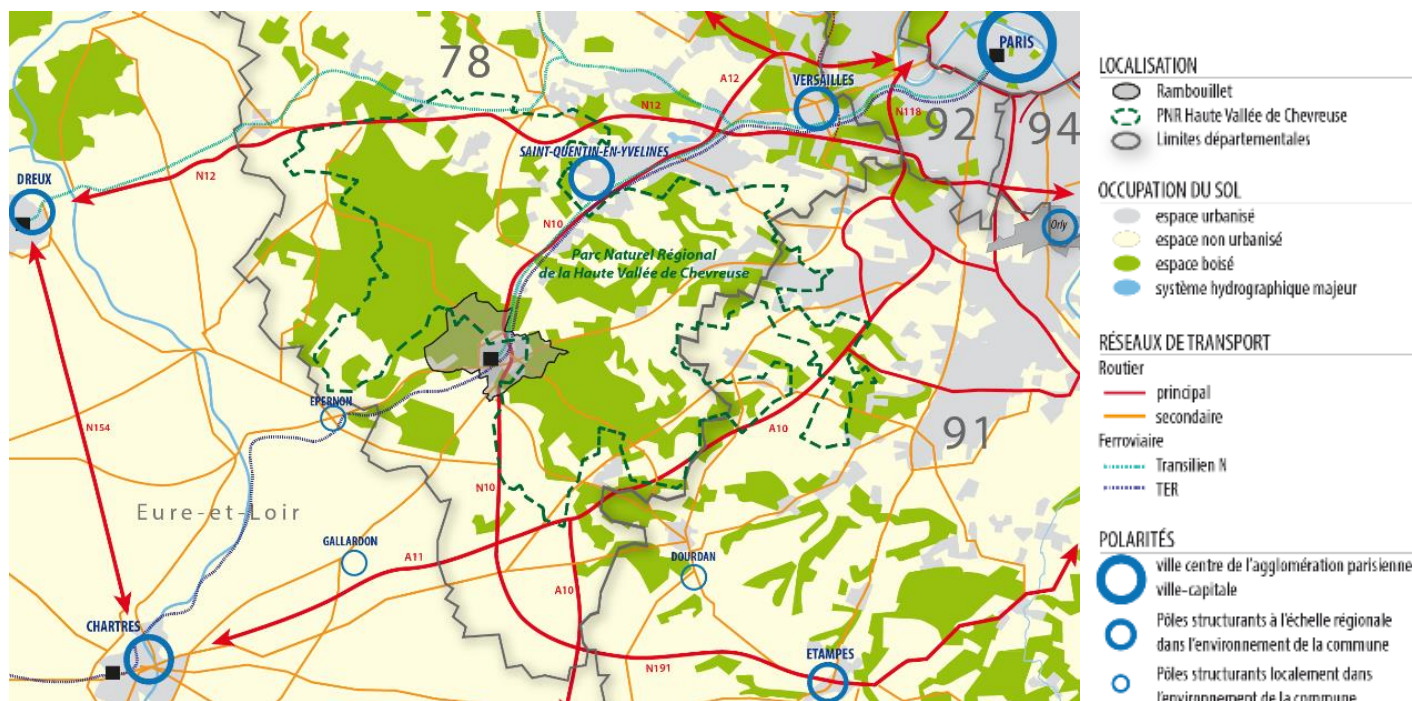 PARIS
78
A12
VERSAILLES
N12
N118
92
94
SAINT-QUENTIN-EN-YVELINES
DREUX
N12
N10
Orly
Parc Naturel Régional
de la Haute Vallée de Chevreuse
EPERNON
N154
A10
91
N10
Eure-et-Loir
GALLARDON
A11
DOURDAN
A10
CHARTRES
N191
ETAMPES
LOCALISATION
Rambouillet
PNR Haute Vallée de Chevreuse
Limites départementales
OCCUPATION DU SOL
espace urbanisé
espace non urbanisé
espace boisé
système hydrographique majeur
RÉSEAUX DE TRANSPORT
Routier
principal
secondaire
Ferroviaire
Transilien N
TER
POLARITÉS
ville centre de l'agglomération parisienne
ville-capitale
Pôles structurants à l'échelle régionale
dans l'environnement de la commune
Pôles structurants localement dans
l'environnement de la commune